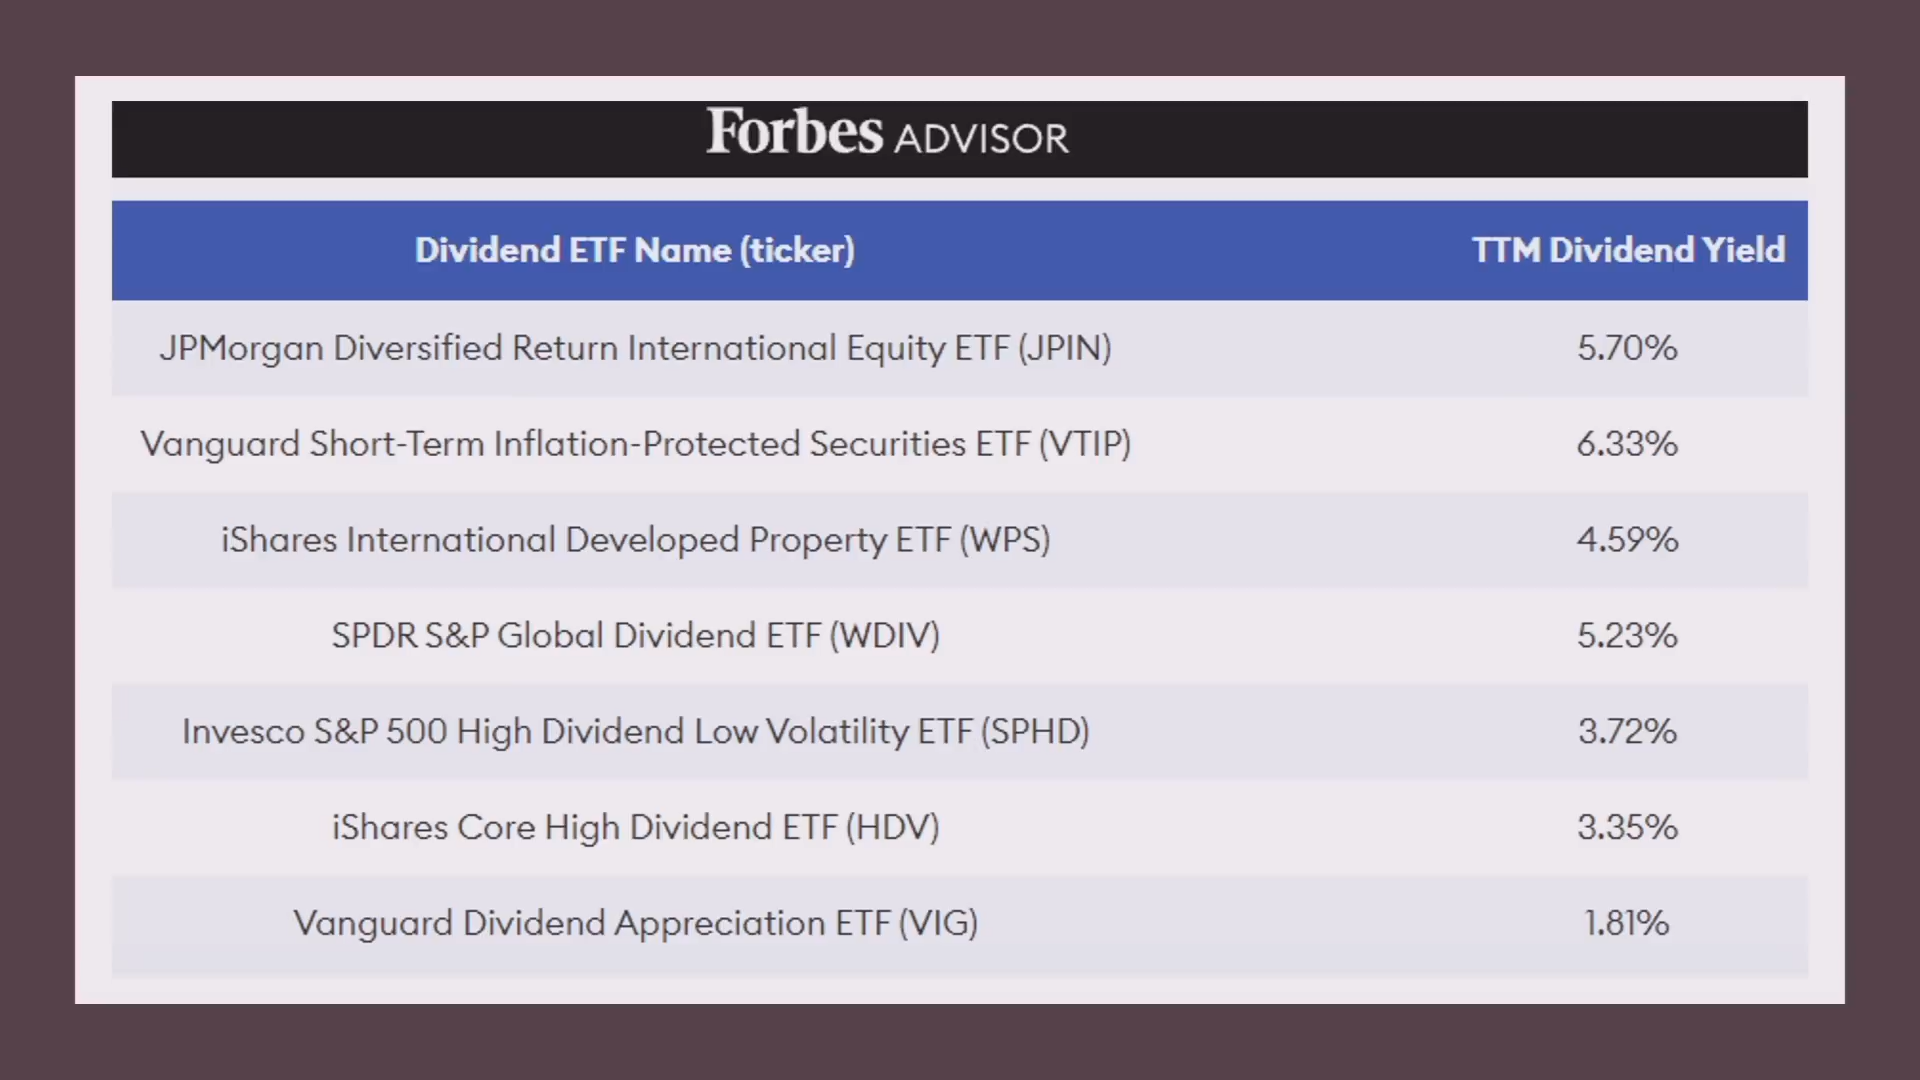 Forbes ADVISOR
Dividend ETF Name (ticker) TTM Dividend Yield
JPMorgan Diversified Return International Equity ETF (JPIN) 5.70%
Vanguard Short-Term Inflation-Protected Securities ETF (VTIP) 6.33%
iShares International Developed Property ETF (WPS) 4.59%
SPDR S&P Global Dividend ETF (WDIV) 5.23%
Invesco S&P 500 High Dividend Low Volatility ETF (SPHD) 3.72%
iShares Core High Dividend ETF (HDV) 3.35%
Vanguard Dividend Appreciation ETF (VIG) 1.81%